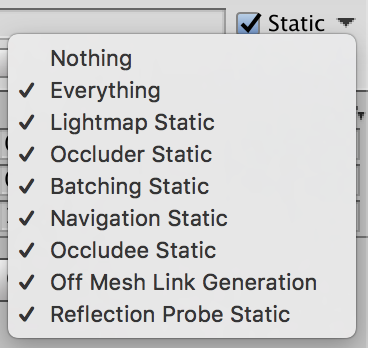 Static
Nothing
Everything
Lightmap Static
Occluder Static
Batching Static
Navigation Static
Occludee Static
Off Mesh Link Generation
Reflection Probe Static